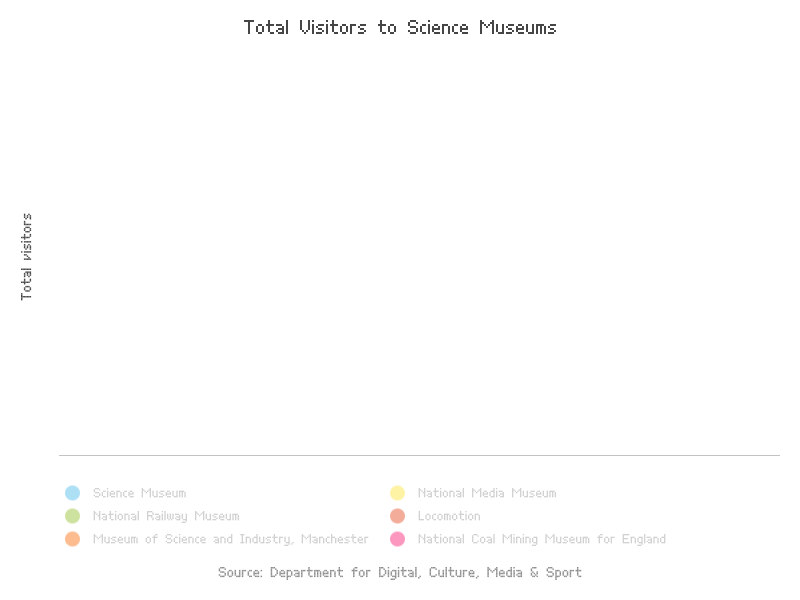 Total Visitors to Science Museums
Total visitors
Science Museum
National Media Museum
National Railway Museum
Locomotion
Museum of Science and Industry, Manchester
National Coal Mining Museum for England
Source: Department for Digital, Culture, Media & Sport